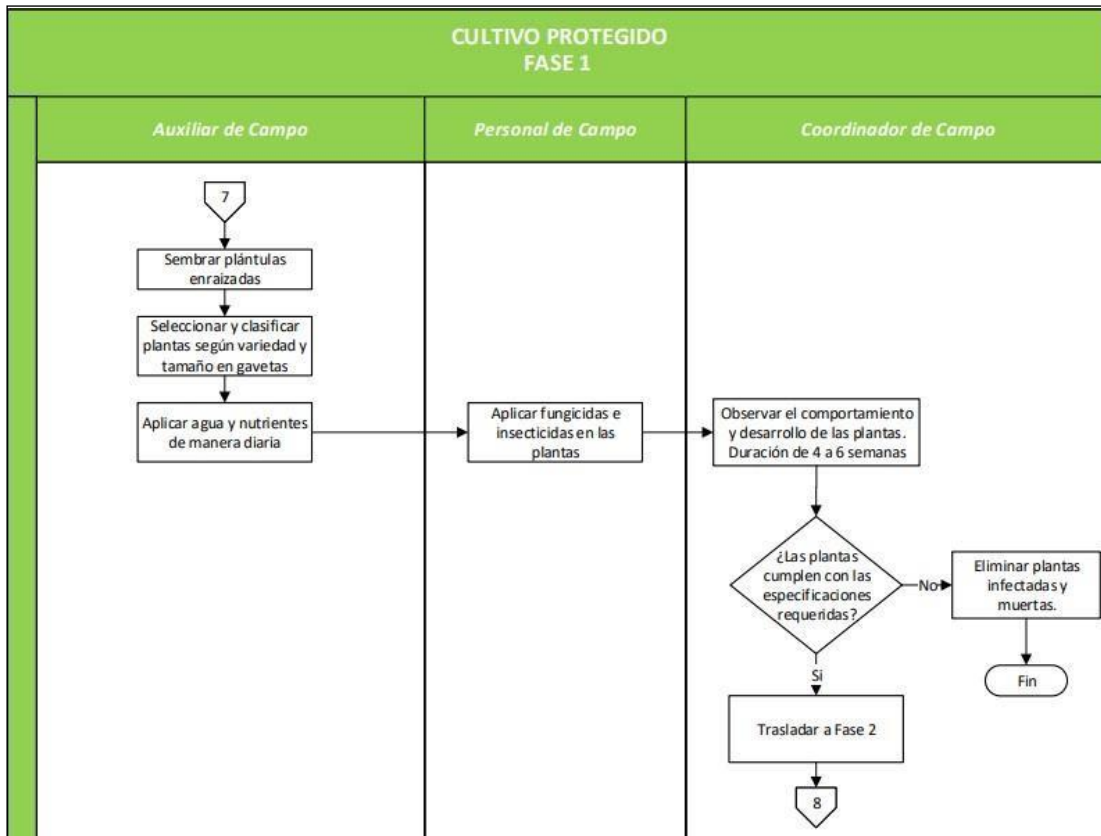 CULTIVO PROTEGIDO
FASE 1
Auxiliar de Campo
Personal de Campo
Coordinador de Campo
7
Sembrar plántulas
enraizadas
Seleccionar y clasificar
plantas según variedad y
tamaño en gavetas
Aplicar agua y nutrientes
de manera diaria
Aplicar fungicidas e
insecticidas en las
plantas
Observar el comportamiento
y desarrollo de las plantas.
Duración de 4 a 6 semanas
¿Las plantas
cumplen con las
especificaciones
requeridas?
No
Eliminar plantas
infectadas y
muertas.
Fin
Si
Trasladar a Fase 2
8